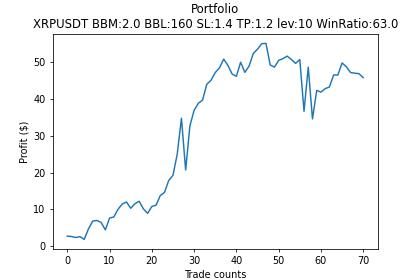 Portfolio
XRPUSDT BBM:2.0 BBL:160 SL:1.4 TP:1.2 lev:10 WinRatio:63.0
Profit ($)
50
40
30
20
10
0
0 10 20 30 40 50 60 70
Trade counts